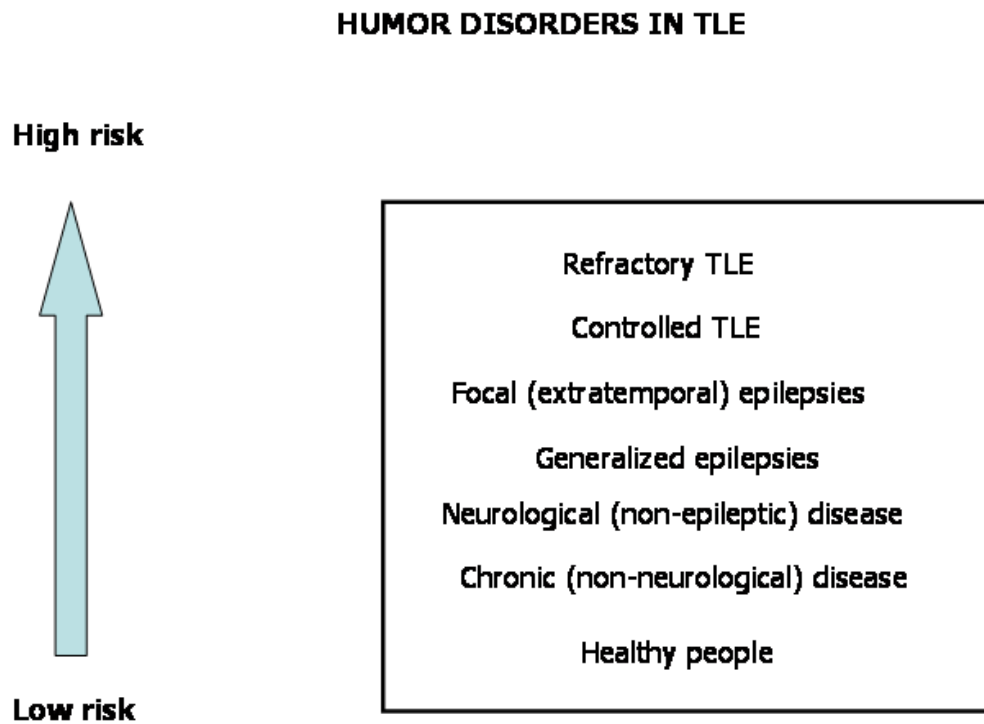 HUMOR DISORDERS IN TLE
High risk
Refractory TLE
Controlled TLE
Focal (extratemporal) epilepsies
Generalized epilepsies
Neurological (non-epileptic) disease
Chronic (non-neurological) disease
Healthy people
Low risk